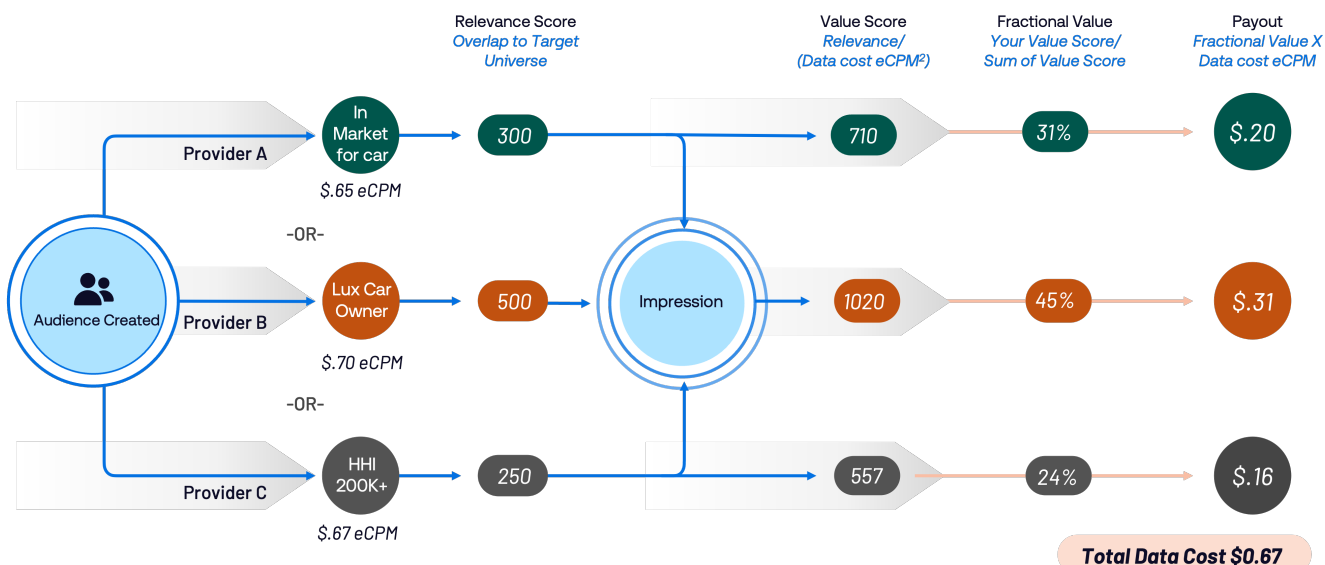 Relevance Score
Overlap to Target
Universe
Value Score
Relevance/
(Data cost eCPM²)
Fractional Value
Your Value Score/
Sum of Value Score
Payout
Fractional Value X
Data cost eCPM
In
Market
for car
Provider A
$.65 eCPM
300
710
31%
$.20
-OR-
Audience Created
Provider B
Lux Car
Owner
$.70 eCPM
500
Impression
1020
45%
$.31
-OR-
Provider C
HHI
200K+
$.67 eCPM
250
557
24%
$.16
Total Data Cost $0.67